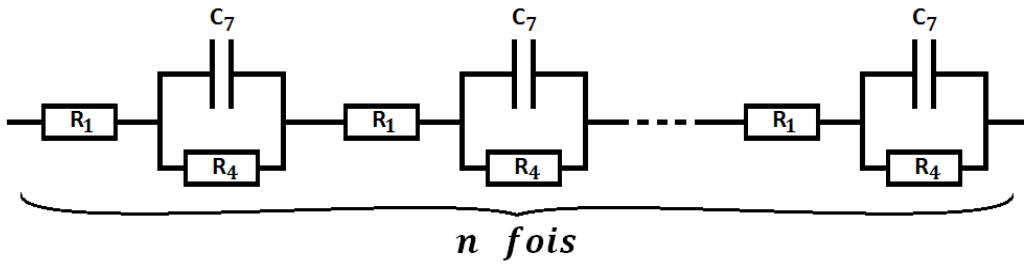 C₇ C₇ C₇
R₁ R₁ R₁
R₄ R₄ R₄
n fois